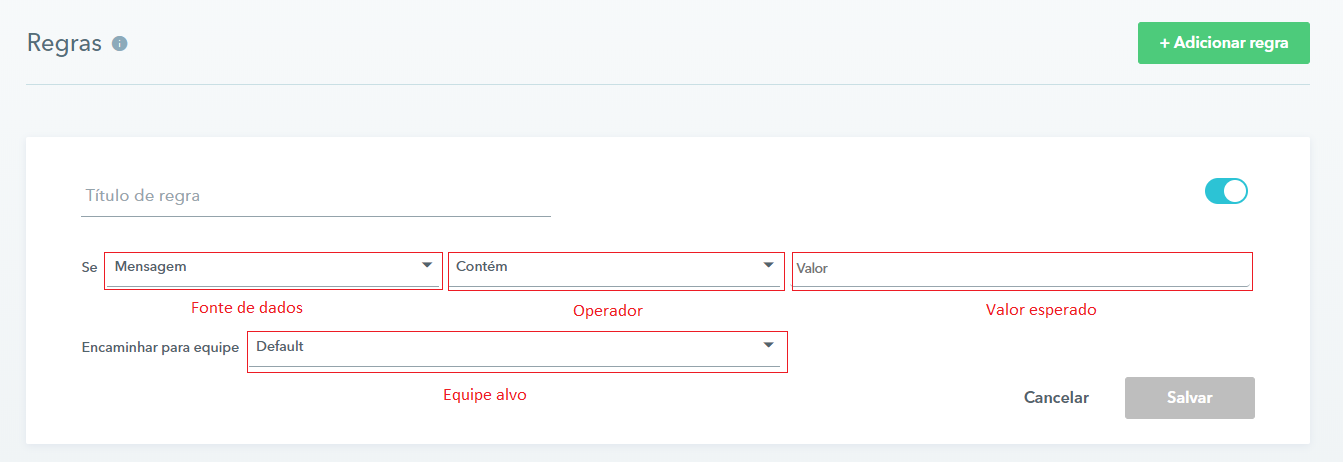 Regras
+ Adicionar regra
Título de regra
Se Mensagem Contém Valor
Fonte de dados Operador Valor esperado
Encaminhar para equipe Default
Equipe alvo
Cancelar Salvar